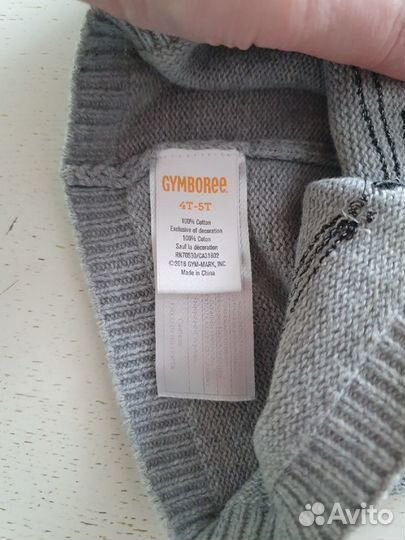 GYMBOREE
4T-5T
100% Cotton
Exclusive of decoration
100% Coton
Sauf la décoration
RN70530/CA31602
©2016 GYM-MARK, INC.
Made in China
Avito